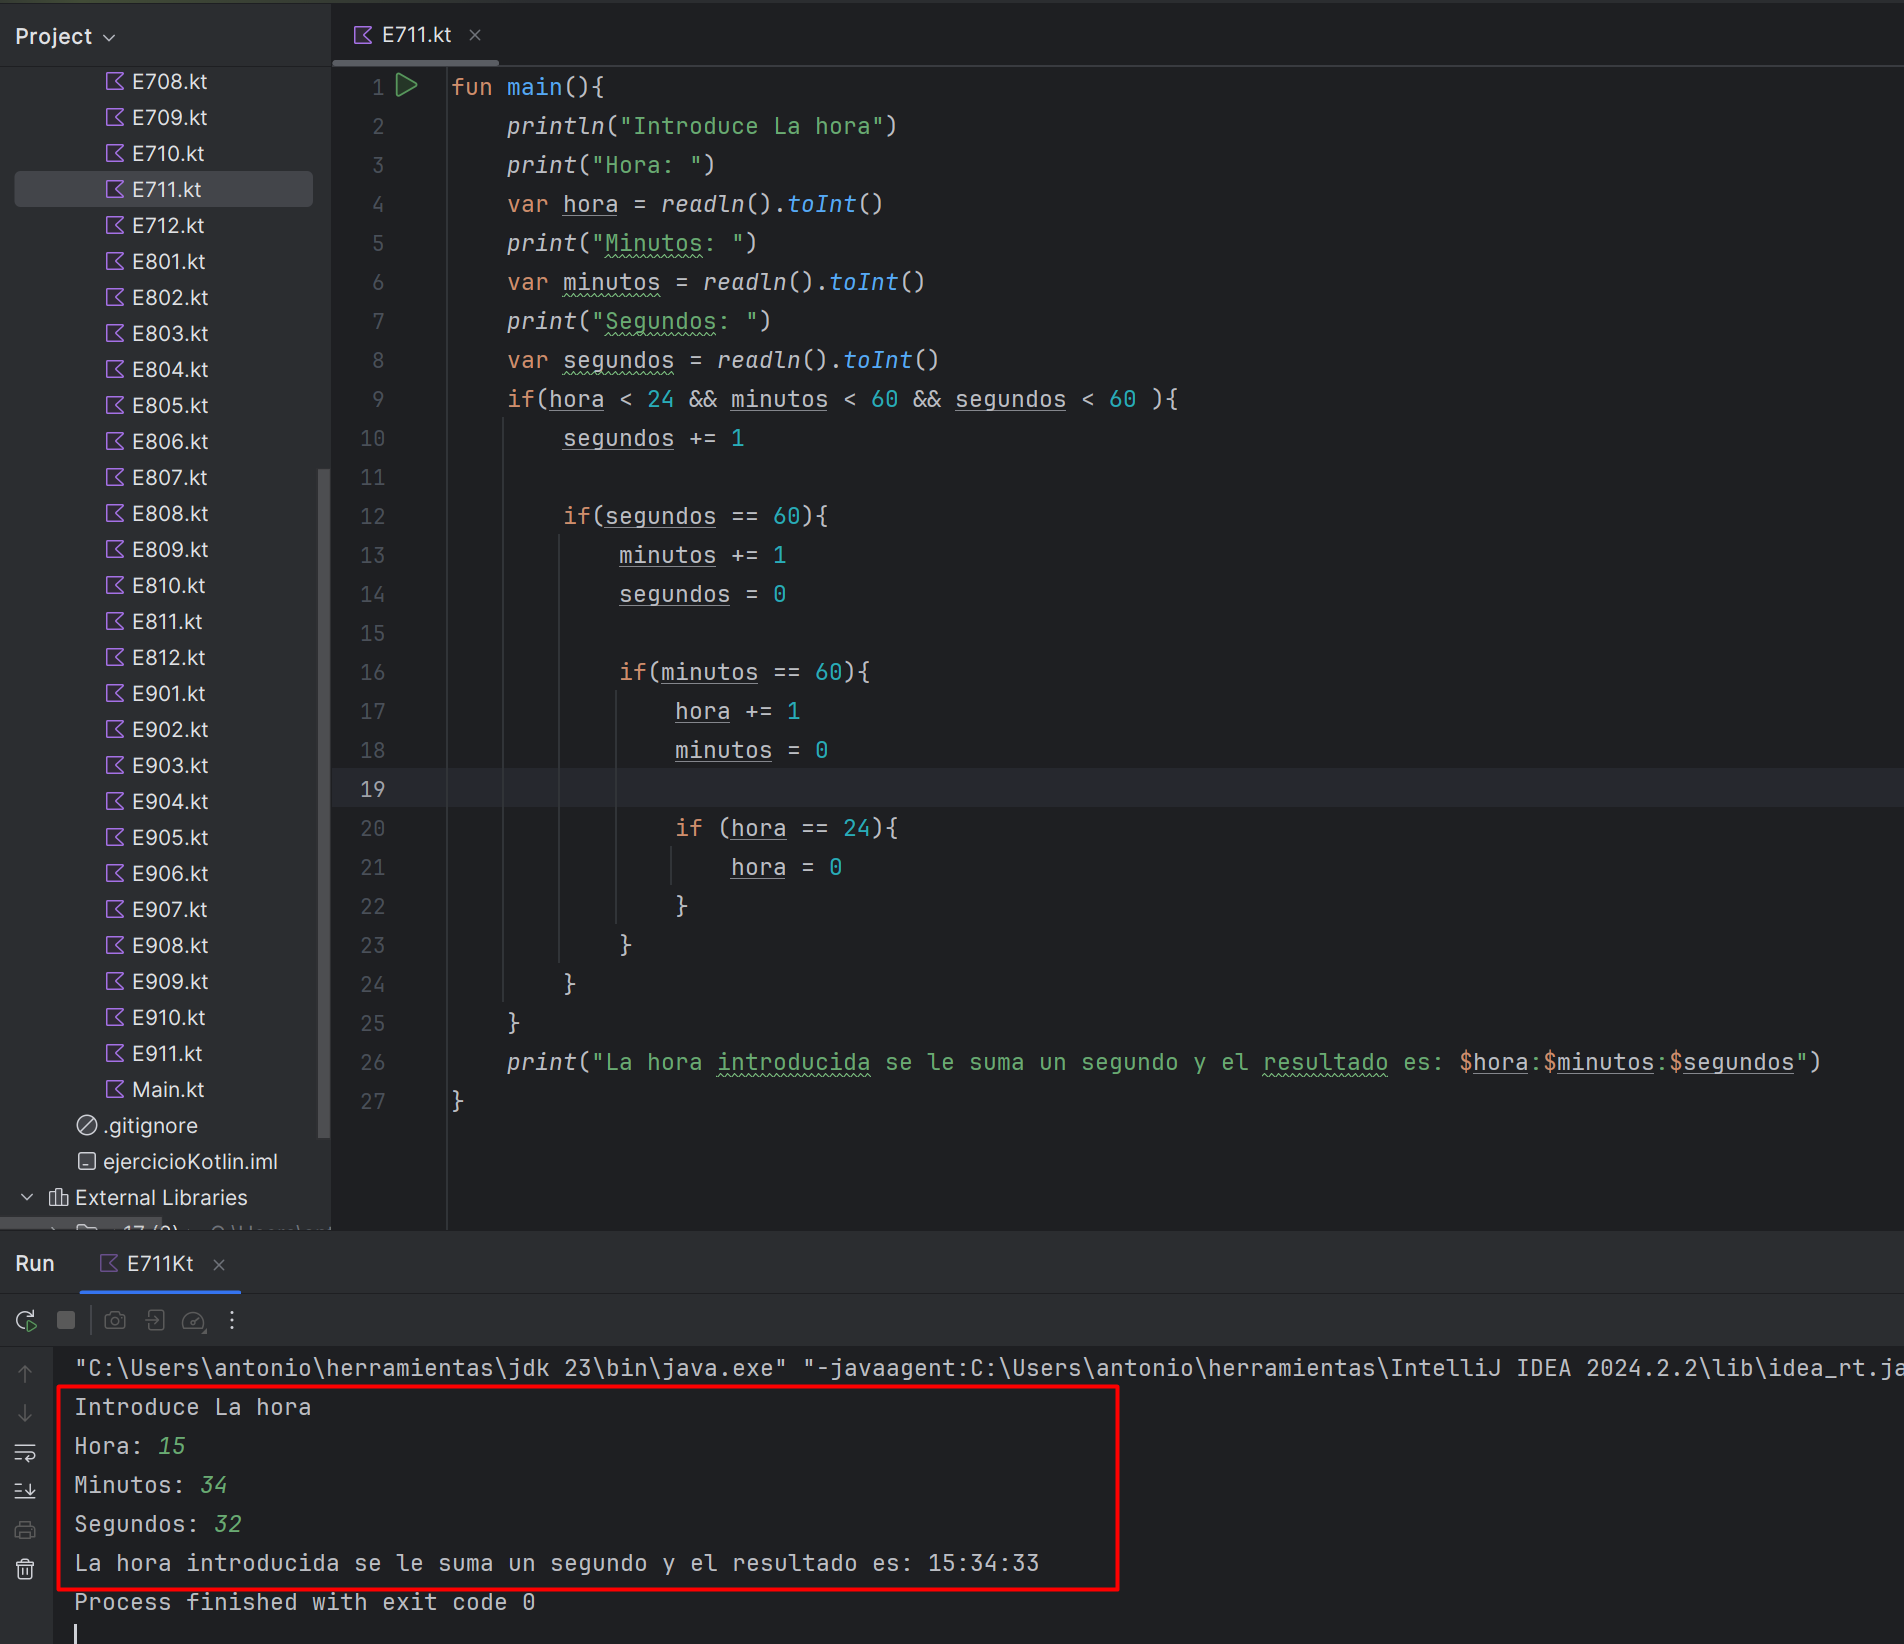 Project
E708.kt
E709.kt
E710.kt
E711.kt
E712.kt
E801.kt
E802.kt
E803.kt
E804.kt
E805.kt
E806.kt
E807.kt
E808.kt
E809.kt
E810.kt
E811.kt
E812.kt
E901.kt
E902.kt
E903.kt
E904.kt
E905.kt
E906.kt
E907.kt
E908.kt
E909.kt
E910.kt
E911.kt
Main.kt
.gitignore
ejercicioKotlin.iml
External Libraries
E711.kt
1 fun main(){
2     println("Introduce La hora")
3     print("Hora: ")
4     var hora = readln().toInt()
5     print("Minutos: ")
6     var minutos = readln().toInt()
7     print("Segundos: ")
8     var segundos = readln().toInt()
9     if(hora < 24 && minutos < 60 && segundos < 60 ){
10         segundos += 1
11
12         if(segundos == 60){
13             minutos += 1
14             segundos = 0
15
16             if(minutos == 60){
17                 hora += 1
18                 minutos = 0
19
20                 if (hora == 24){
21                     hora = 0
22                 }
23             }
24         }
25     }
26     print("La hora introducida se le suma un segundo y el resultado es: $hora:$minutos:$segundos")
27 }
Run
E711Kt
"C:\Users\antonio\herramientas\jdk 23\bin\java.exe" "-javaagent:C:\Users\antonio\herramientas\IntelliJ IDEA 2024.2.2\lib\idea_rt.ja
Introduce La hora
Hora: 15
Minutos: 34
Segundos: 32
La hora introducida se le suma un segundo y el resultado es: 15:34:33
Process finished with exit code 0